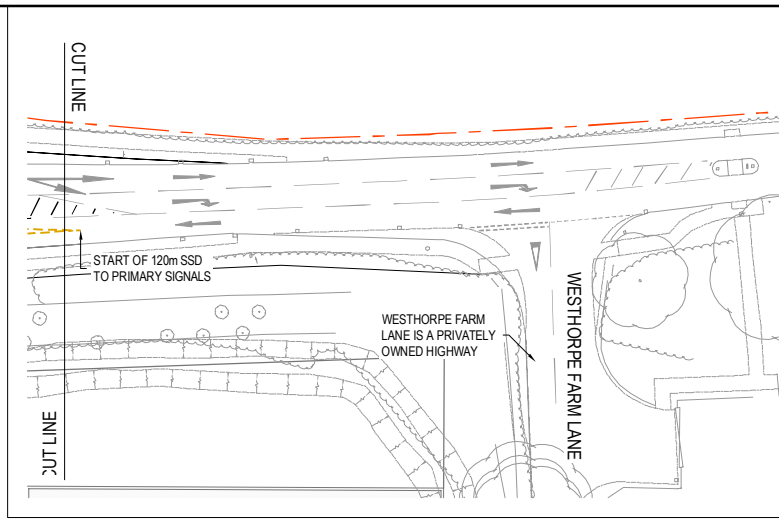 CUT LINE
START OF 120m SSD
TO PRIMARY SIGNALS
WESTHORPE FARM
LANE IS A PRIVATELY
OWNED HIGHWAY
WESTHORPE FARM LANE
CUT LINE